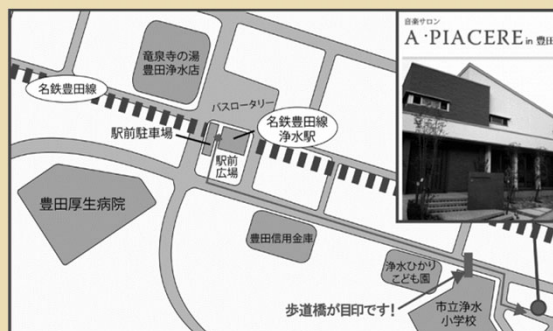 音楽サロン
A・PIACERE in 豊田
竜泉寺の湯
豊田浄水店
名鉄豊田線
バスロータリー
駅前駐車場
名鉄豊田線
浄水駅
駅前
広場
豊田厚生病院
豊田信用金庫
浄水ひかり
こども園
歩道橋が目印です!
市立浄水
小学校